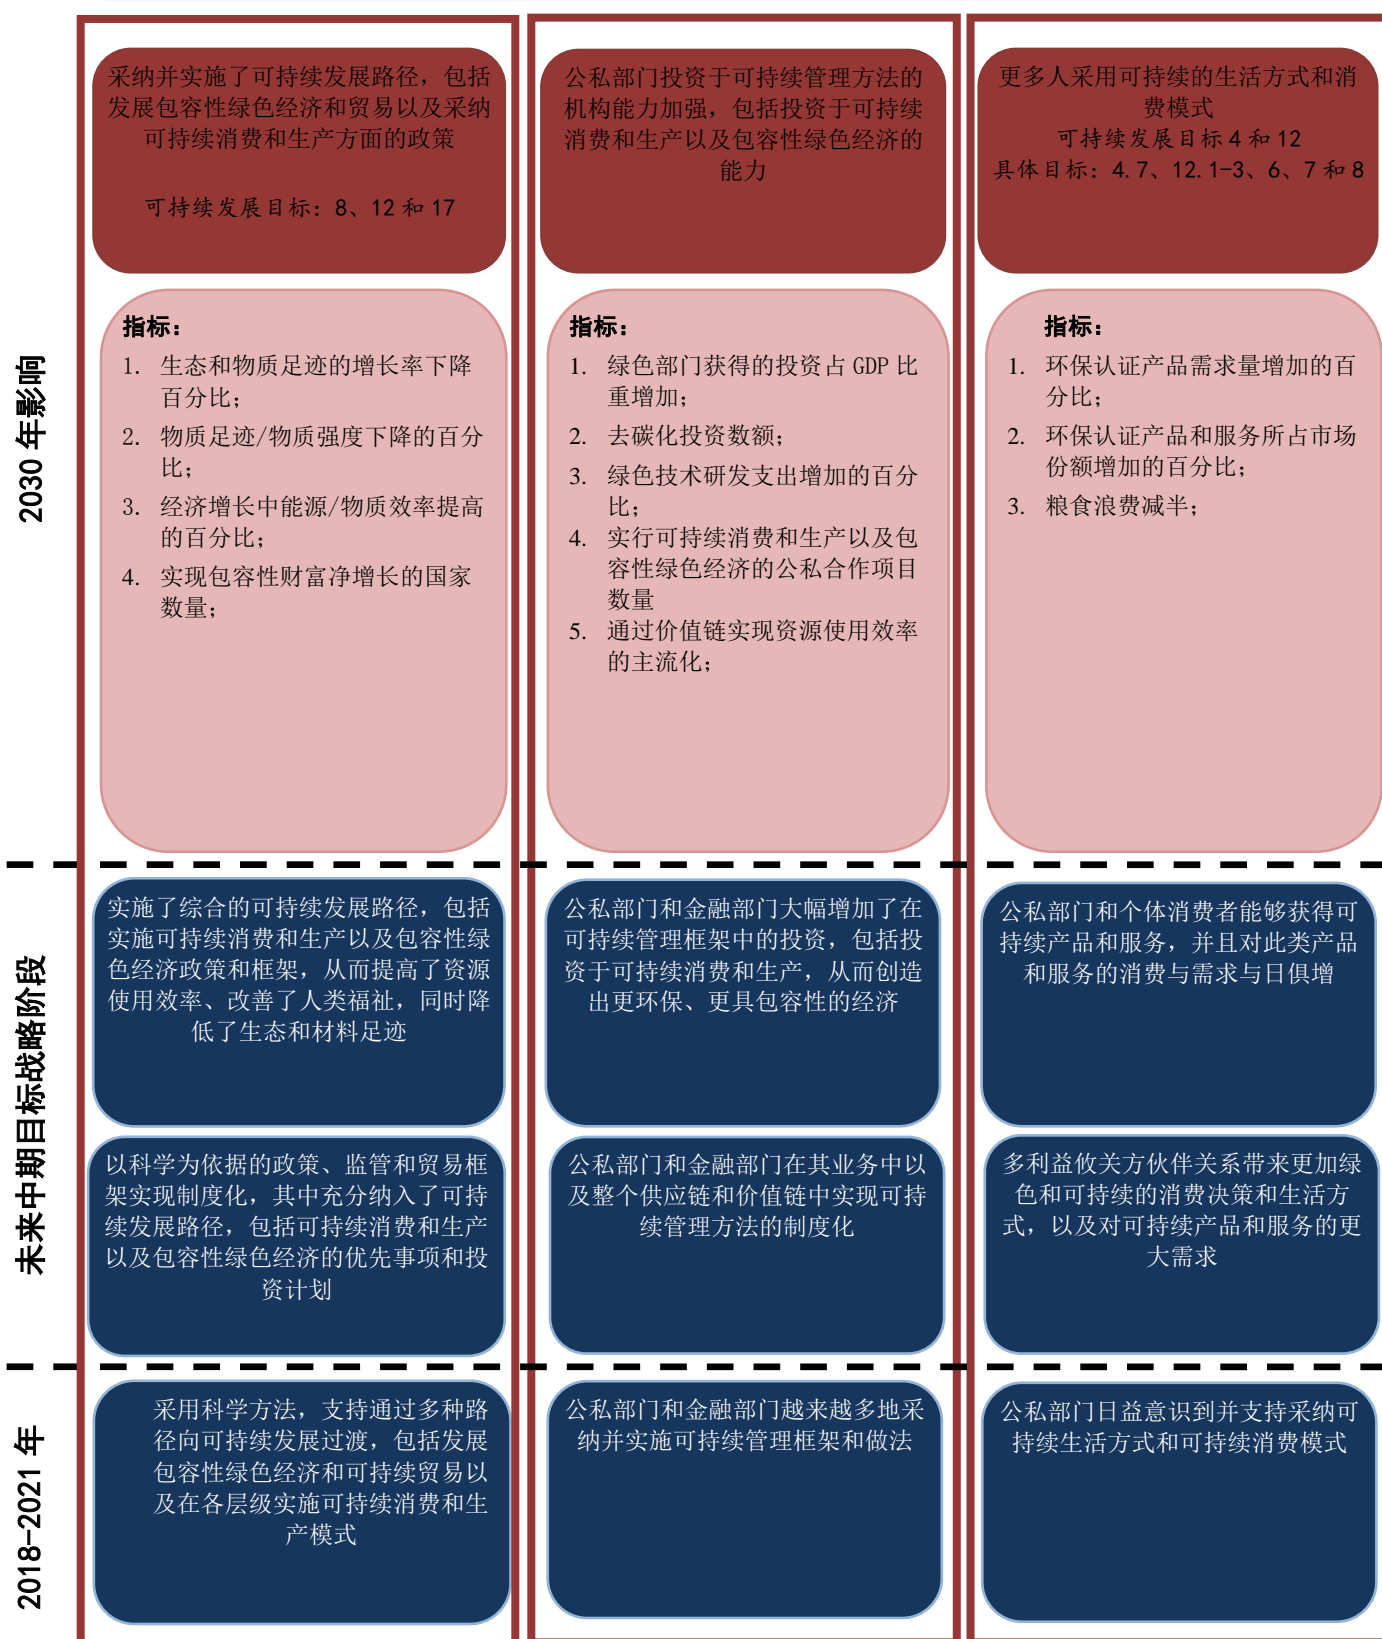 采纳并实施了可持续发展路径，包括
发展包容性绿色经济和贸易以及采纳
可持续消费和生产方面的政策
可持续发展目标：8、12 和 17
公私部门投资于可持续管理方法的
机构能力加强，包括投资于可持续
消费和生产以及包容性绿色经济的
能力
更多人采用可持续的生活方式和消
费模式
可持续发展目标 4 和 12
具体目标：4.7、12.1-3、6、7 和 8
2030 年影响
指标：
1. 生态和物质足迹的增长率下降
百分比；
2. 物质足迹/物质强度下降的百分
比；
3. 经济增长中能源/物质效率提高
的百分比；
4. 实现包容性财富净增长的国家
数量；
指标：
1. 绿色部门获得的投资占 GDP 比
重增加；
2. 去碳化投资数额；
3. 绿色技术研发支出增加的百分
比；
4. 实行可持续消费和生产以及包
容性绿色经济的公私合作项目
数量
5. 通过价值链实现资源使用效率
的主流化；
指标：
1. 环保认证产品需求量增加的百
分比；
2. 环保认证产品和服务所占市场
份额增加的百分比；
3. 粮食浪费减半；
未来中期目标战略阶段
实施了综合的可持续发展路径，包括
实施可持续消费和生产以及包容性绿
色经济政策和框架，从而提高了资源
使用效率、改善了人类福祉，同时降
低了生态和材料足迹
公私部门和金融部门大幅增加了在
可持续管理框架中的投资，包括投
资于可持续消费和生产，从而创造
出更环保、更具包容性的经济
公私部门和个体消费者能够获得可
持续产品和服务，并且对此类产品
和服务的消费与需求与日俱增
以科学为依据的政策、监管和贸易框
架实现制度化，其中充分纳入了可持
续发展路径，包括可持续消费和生产
以及包容性绿色经济的优先事项和投
资计划
公私部门和金融部门在其业务中以
及整个供应链和价值链中实现可持
续管理方法的制度化
多利益攸关方伙伴关系带来更加绿
色和可持续的消费决策和生活方
式，以及对可持续产品和服务的更
大需求
2018-2021 年
采用科学方法，支持通过多种路
径向可持续发展过渡，包括发展
包容性绿色经济和可持续贸易以
及在各层级实施可持续消费和生
产模式
公私部门和金融部门越来越多地采
纳并实施可持续管理框架和做法
公私部门日益意识到并支持采纳可
持续生活方式和可持续消费模式